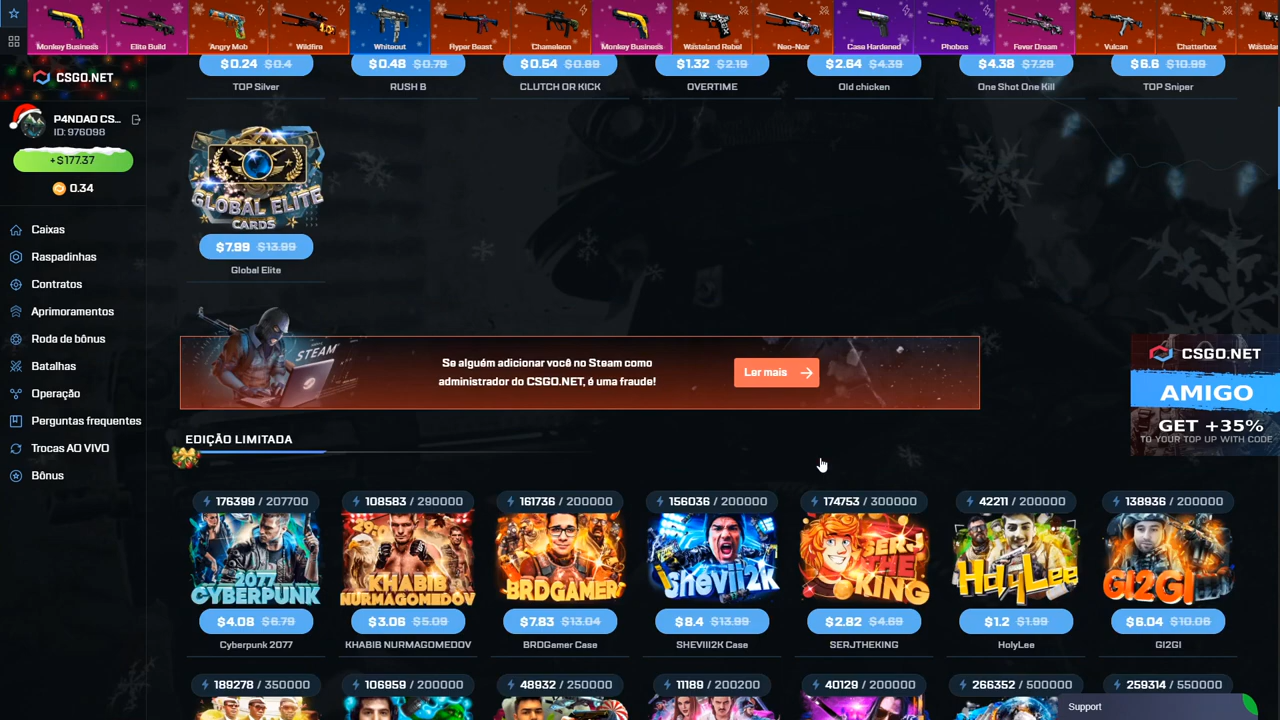 Monkey Business
Elite Build
Angry Mob
Wildfire
Whiteout
Hyper Beast
Chameleon
Monkey Business
Wasteland Rebel
Neo-Noir
Case Hardened
Phobos
Fever Dream
Vulcan
Chatterbox
Wastela
CSGO.NET
P4NDAO CS...
ID: 976098
+$177.37
0.34
Caixas
Raspadinhas
Contratos
Aprimoramentos
Roda de bônus
Batalhas
Operação
Perguntas frequentes
Trocas AO VIVO
Bônus
$0.24 $0.4
$0.48 $0.79
$0.54 $0.89
$1.32 $2.19
$2.64 $4.39
$4.38 $7.29
$6.6 $10.99
TOP Silver
RUSH B
CLUTCH OR KICK
OVERTIME
Old chicken
One Shot One Kill
TOP Sniper
GLOBAL ELITE
CARDS
$7.99 $13.99
Global Elite
STEAM
Se alguém adicionar você no Steam como
administrador do CSGO.NET, é uma fraude!
Ler mais
CSGO.NET
AMIGO
GET +35%
TO YOUR TOP UP WITH CODE
EDIÇÃO LIMITADA
176399 / 207700
108583 / 290000
161736 / 200000
156036 / 200000
174753 / 300000
42211 / 200000
138936 / 200000
2077
CYBERPUNK
29
KHABIB
NURMAGOMEDOV
BRDGAMER
Shevii2K
SERJ
THE
KING
HolyLee
GI2GI
$4.08 $6.79
$3.06 $5.09
$7.83 $13.04
$8.4 $13.99
$2.82 $4.69
$1.2 $1.99
$6.04 $10.06
Cyberpunk 2077
KHABIB NURMAGOMEDOV
BRDGamer Case
SHEVIII2K Case
SERJTHEKING
HolyLee
GI2GI
189278 / 350000
106959 / 200000
48932 / 250000
11189 / 200200
40129 / 200000
266352 / 500000
259314 / 550000
Support